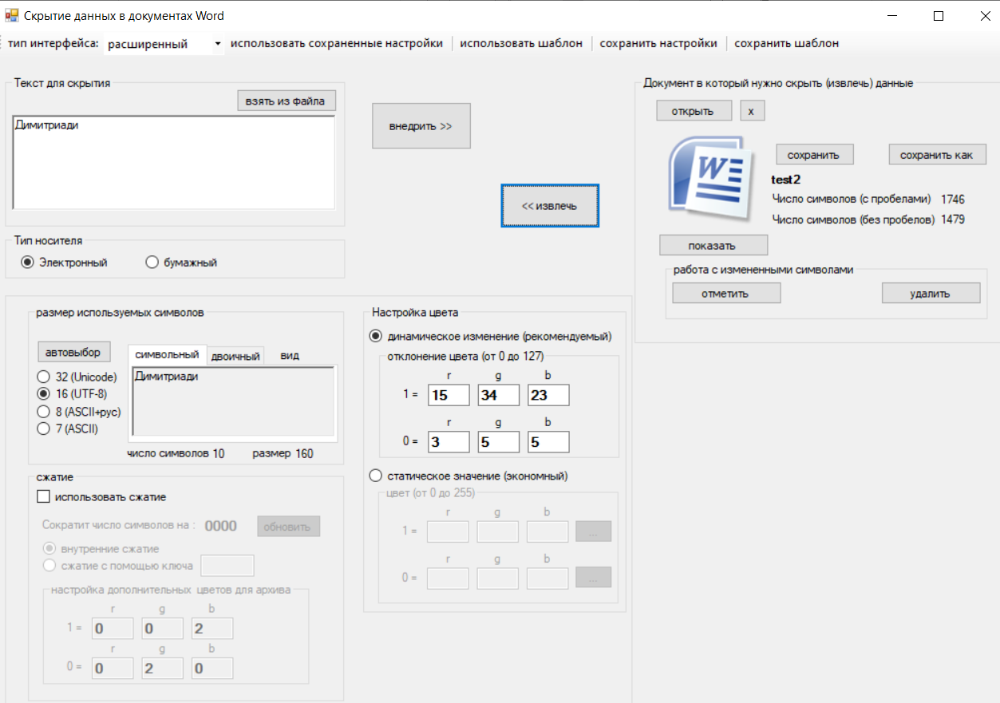 Скрытие данных в документах Word
тип интерфейса: расширенный использовать сохраненные настройки использовать шаблон сохранить настройки сохранить шаблон
Текст для скрытия
взять из файла
Димитриади
Тип носителя
Электронный бумажный
внедрить >>
<< извлечь
Документ в который нужно скрыть (извлечь) данные
открыть x
сохранить сохранить как
test2
Число символов (с пробелами) 1746
Число символов (без пробелов) 1479
показать
работа с измененными символами
отметить удалить
размер используемых символов
автовыбор
символьный двоичный вид
32 (Unicode)
16 (UTF-8)
8 (ASCII+рус)
7 (ASCII)
Димитриади
число символов 10 размер 160
сжатие
использовать сжатие
Сократит число символов на : 0000 обновить
внутренние сжатие
сжатие с помощью ключа
настройка дополнительных цветов для архива
r g b
1 = 0 0 2
r g b
0 = 0 2 0
Настройка цвета
динамическое изменение (рекомендуемый)
отклонение цвета (от 0 до 127)
r g b
1 = 15 34 23
r g b
0 = 3 5 5
статическое значение (экономный)
цвет (от 0 до 255)
r g b
1 = ...
r g b
0 = ...